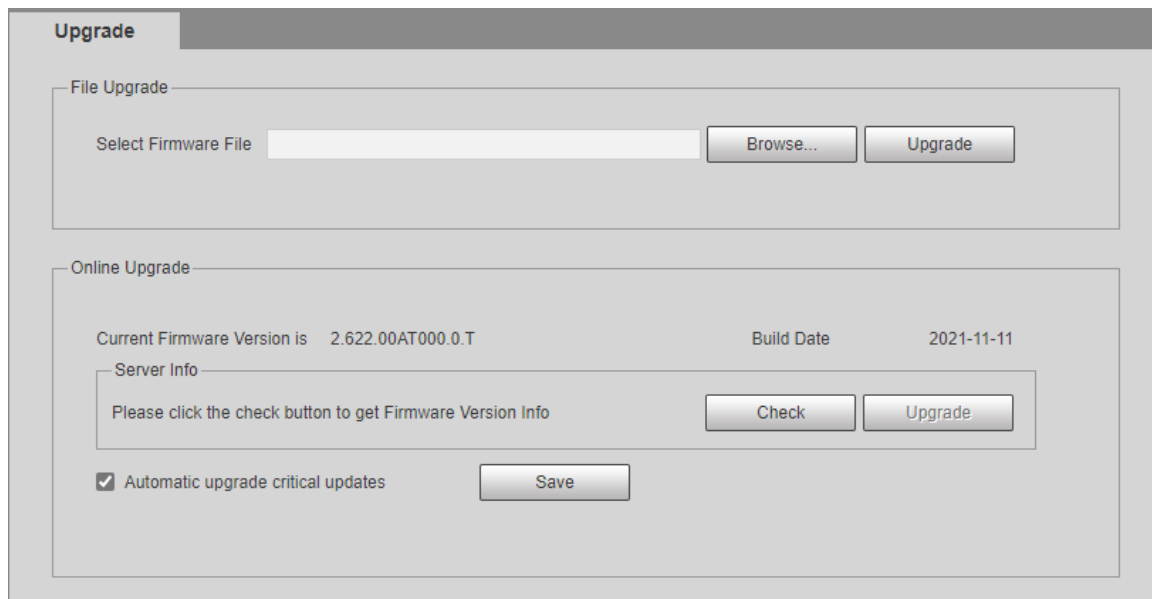 Upgrade
File Upgrade
Select Firmware File Browse... Upgrade
Online Upgrade
Current Firmware Version is 2.622.00AT000.0.T Build Date 2021-11-11
Server Info
Please click the check button to get Firmware Version Info Check Upgrade
Automatic upgrade critical updates Save